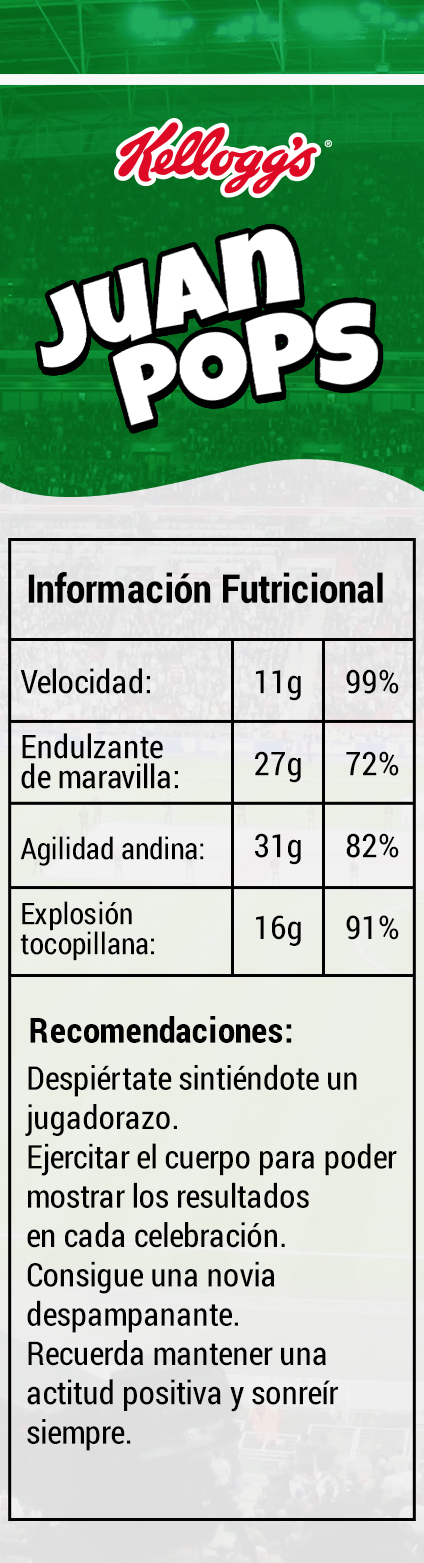 Kellogg's®
JUAN
POPS
Información Futricional
Velocidad: 11g 99%
Endulzante
de maravilla: 27g 72%
Agilidad andina: 31g 82%
Explosión
tocopillana: 16g 91%
Recomendaciones:
Despiértate sintiéndote un
jugadorazo.
Ejercitar el cuerpo para poder
mostrar los resultados
en cada celebración.
Consigue una novia
despampanante.
Recuerda mantener una
actitud positiva y sonreír
siempre.